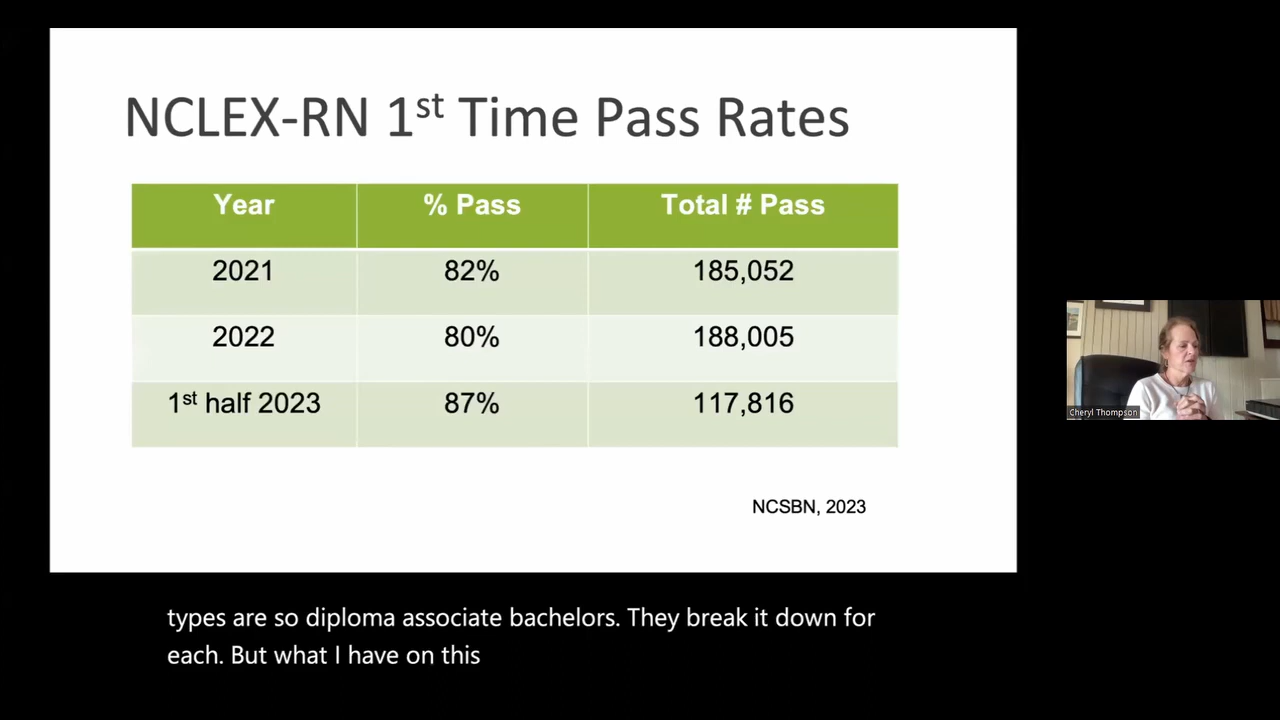 NCLEX-RN 1st Time Pass Rates
Year % Pass Total # Pass
2021 82% 185,052
2022 80% 188,005
1st half 2023 87% 117,816
NCSBN, 2023
Cheryl Thompson
types are so diploma associate bachelors. They break it down for
each. But what I have on this